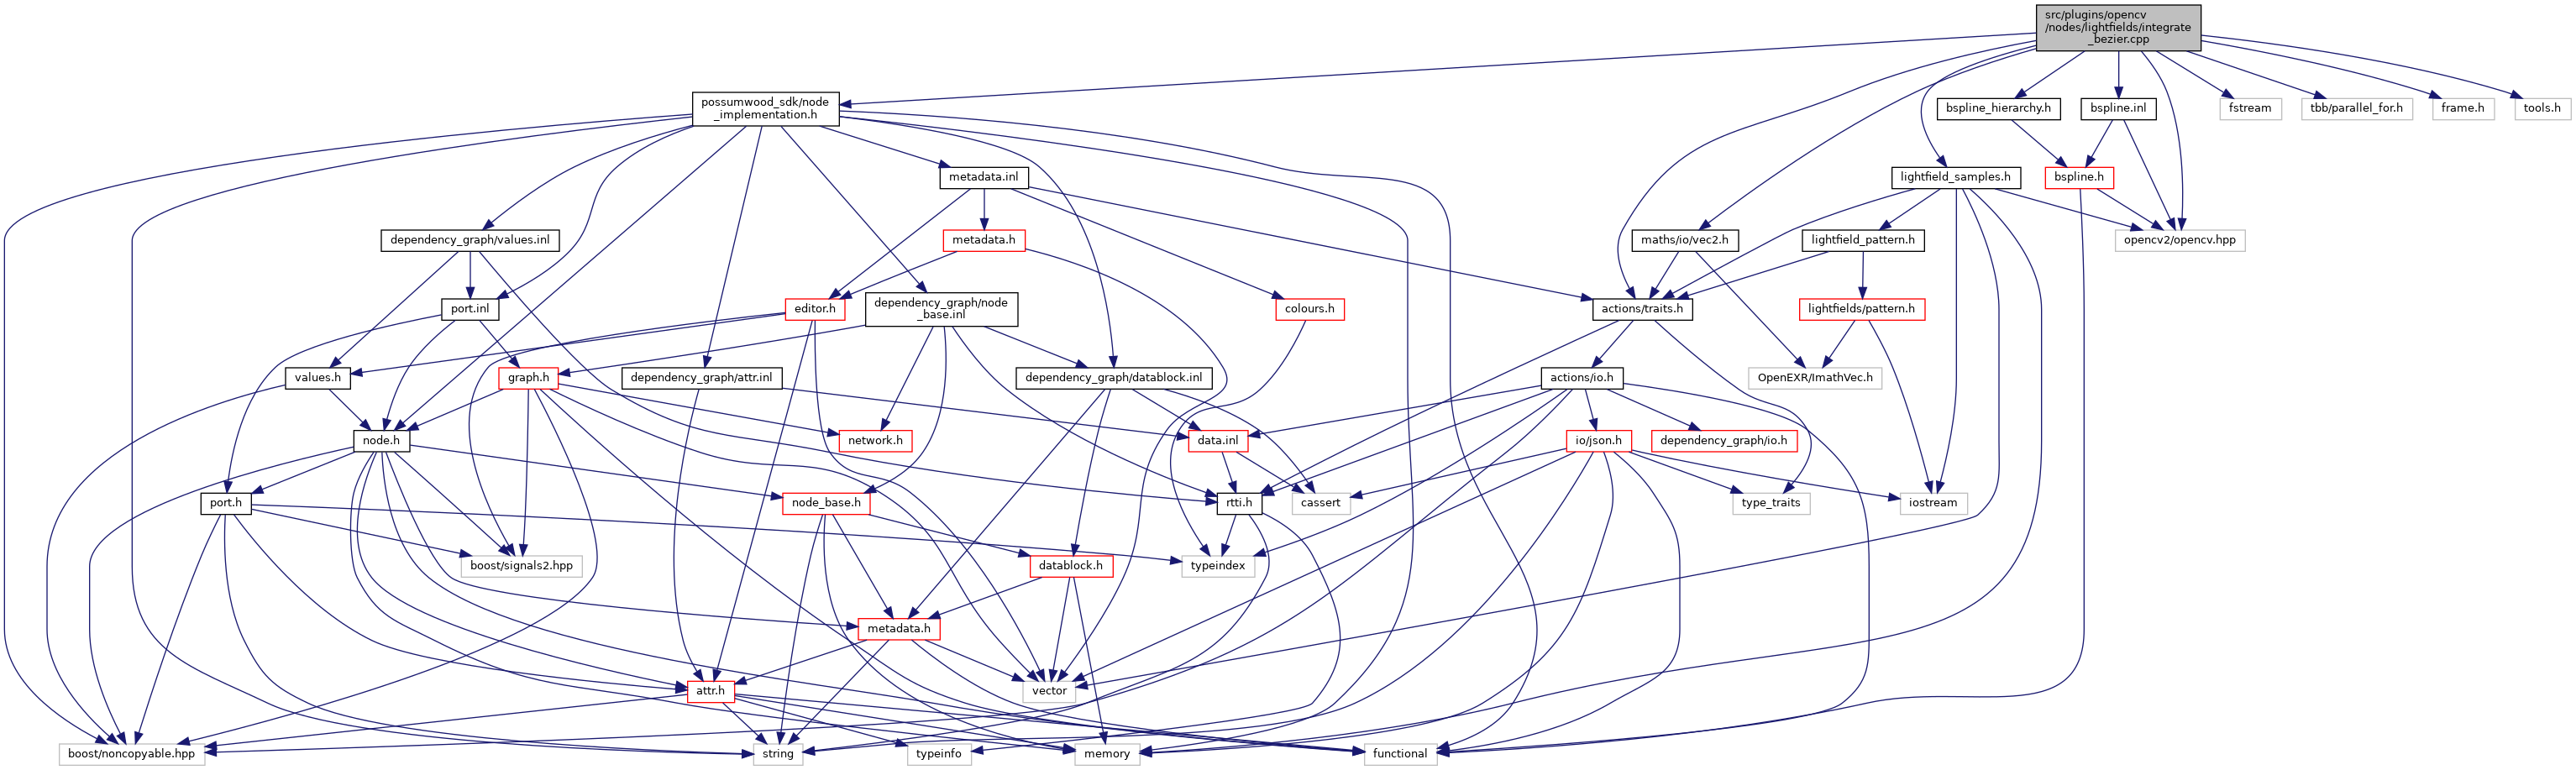 src/plugins/opencv
/nodes/lightfields/integrate
_bezier.cpp
possumwood_sdk/node
_implementation.h
bspline_hierarchy.h
bspline.inl
fstream
tbb/parallel_for.h
frame.h
tools.h
metadata.inl
lightfield_samples.h
bspline.h
dependency_graph/values.inl
metadata.h
maths/io/vec2.h
lightfield_pattern.h
opencv2/opencv.hpp
port.inl
editor.h
dependency_graph/node
_base.inl
colours.h
actions/traits.h
lightfields/pattern.h
values.h
graph.h
dependency_graph/attr.inl
dependency_graph/datablock.inl
actions/io.h
OpenEXR/ImathVec.h
node.h
network.h
data.inl
io/json.h
dependency_graph/io.h
port.h
node_base.h
rtti.h
cassert
type_traits
iostream
boost/signals2.hpp
datablock.h
typeindex
metadata.h
attr.h
vector
boost/noncopyable.hpp
string
typeinfo
memory
functional